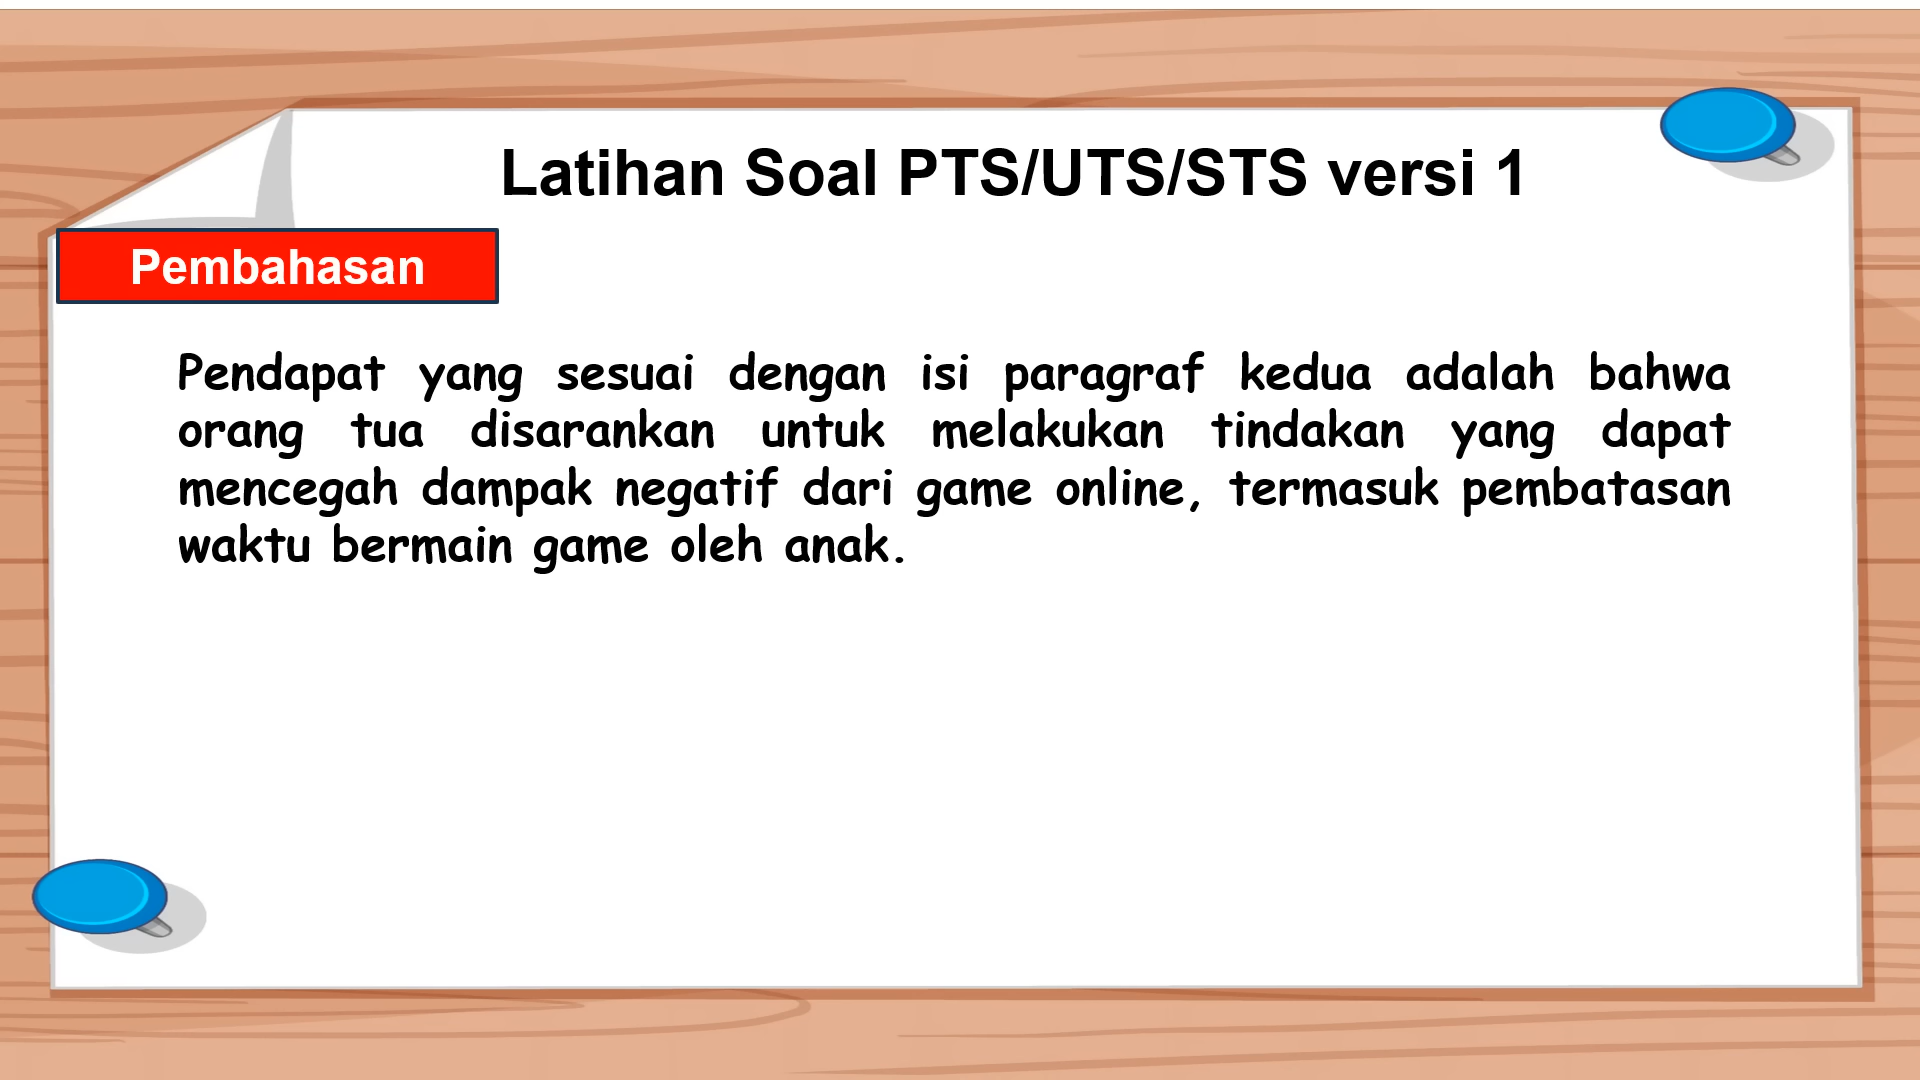 Latihan Soal PTS/UTS/STS versi 1
Pembahasan
Pendapat yang sesuai dengan isi paragraf kedua adalah bahwa
orang tua disarankan untuk melakukan tindakan yang dapat
mencegah dampak negatif dari game online, termasuk pembatasan
waktu bermain game oleh anak.